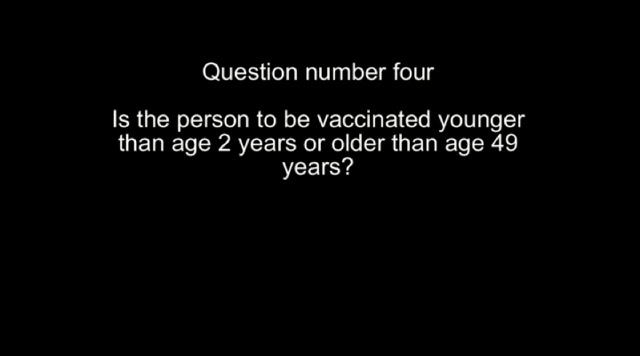 Question number four
Is the person to be vaccinated younger
than age 2 years or older than age 49
years?